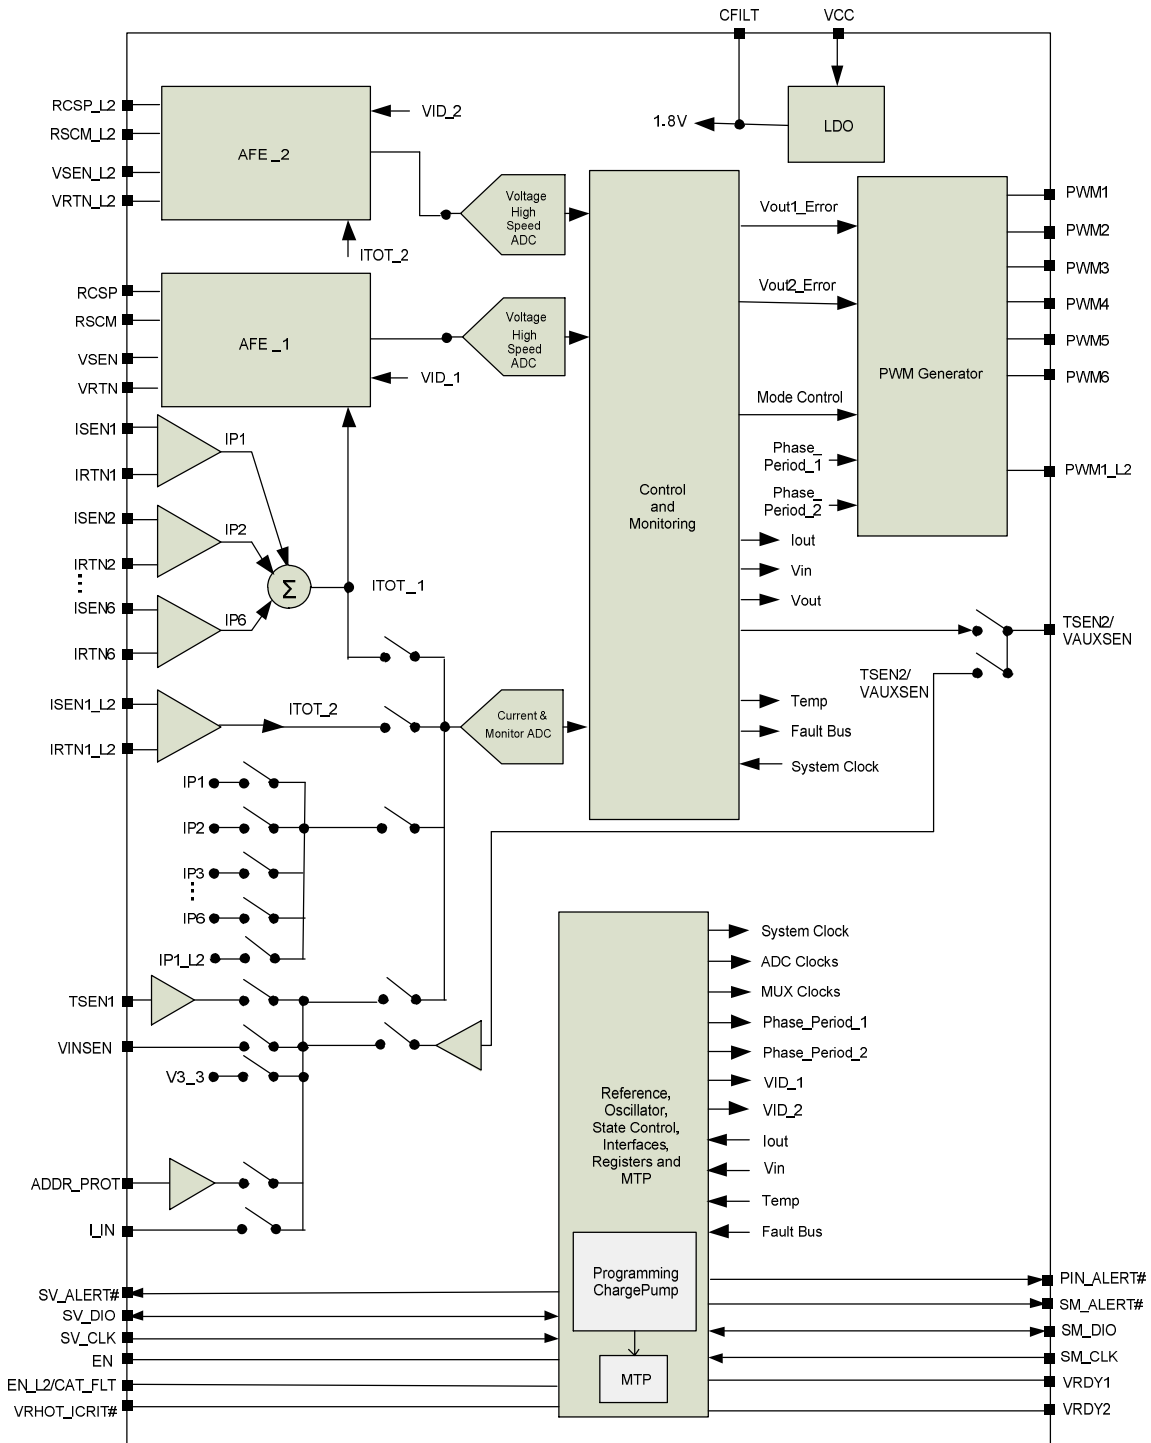 CFILT
VCC
RCSP_L2
RSCM_L2
VSEN_L2
VRTN_L2
AFE_2
VID_2
ITOT_2
1.8V
LDO
Voltage
High
Speed
ADC
RCSP
RSCM
VSEN
VRTN
AFE_1
VID_1
Voltage
High
Speed
ADC
Control
and
Monitoring
Vout1_Error
Vout2_Error
Mode Control
Phase_
Period_1
Phase_
Period_2
PWM Generator
PWM1
PWM2
PWM3
PWM4
PWM5
PWM6
PWM1_L2
ISEN1
IRTN1
IP1
ISEN2
IRTN2
IP2
ISEN6
IRTN6
IP6
Σ
ITOT_1
Iout
Vin
Vout
TSEN2/
VAUXSEN
TSEN2/
VAUXSEN
ISEN1_L2
IRTN1_L2
ITOT_2
Current &
Monitor ADC
Temp
Fault Bus
System Clock
IP1
IP2
IP3
IP6
IP1_L2
TSEN1
VINSEN
V3_3
ADDR_PROT
I_IN
Reference,
Oscillator,
State Control,
Interfaces,
Registers and
MTP
System Clock
ADC Clocks
MUX Clocks
Phase_Period_1
Phase_Period_2
VID_1
VID_2
Iout
Vin
Temp
Fault Bus
Programming
ChargePump
MTP
SV_ALERT#
SV_DIO
SV_CLK
EN
EN_L2/CAT_FLT
VRHOT_ICRIT#
PIN_ALERT#
SM_ALERT#
SM_DIO
SM_CLK
VRDY1
VRDY2